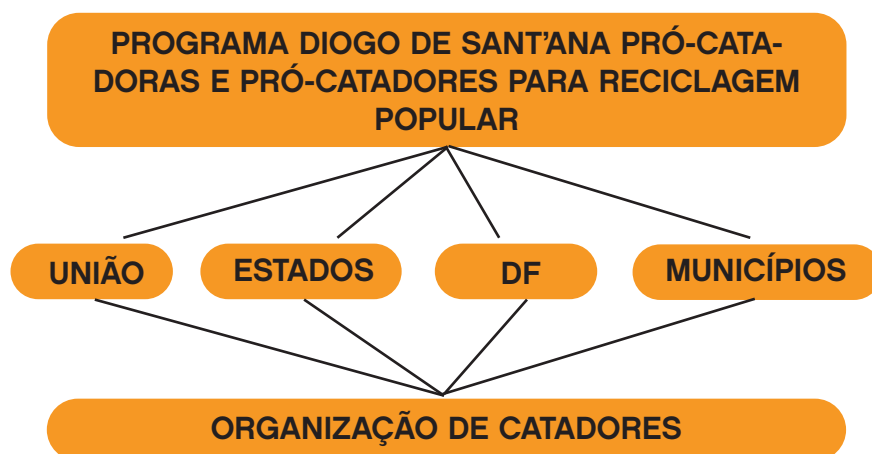 PROGRAMA DIOGO DE SANT’ANA PRÓ-CATA-
DORAS E PRÓ-CATADORES PARA RECICLAGEM
POPULAR
UNIÃO
ESTADOS
DF
MUNICÍPIOS
ORGANIZAÇÃO DE CATADORES